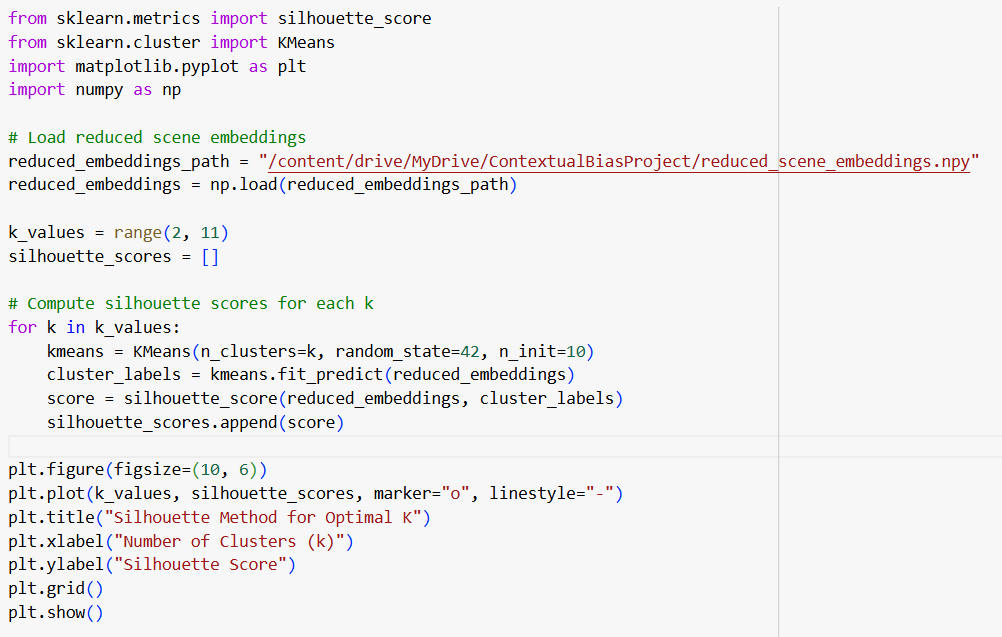 from sklearn.metrics import silhouette_score
from sklearn.cluster import KMeans
import matplotlib.pyplot as plt
import numpy as np

# Load reduced scene embeddings
reduced_embeddings_path = "/content/drive/MyDrive/ContextualBiasProject/reduced_scene_embeddings.npy"
reduced_embeddings = np.load(reduced_embeddings_path)

k_values = range(2, 11)
silhouette_scores = []

# Compute silhouette scores for each k
for k in k_values:
    kmeans = KMeans(n_clusters=k, random_state=42, n_init=10)
    cluster_labels = kmeans.fit_predict(reduced_embeddings)
    score = silhouette_score(reduced_embeddings, cluster_labels)
    silhouette_scores.append(score)

plt.figure(figsize=(10, 6))
plt.plot(k_values, silhouette_scores, marker="o", linestyle="-")
plt.title("Silhouette Method for Optimal K")
plt.xlabel("Number of Clusters (k)")
plt.ylabel("Silhouette Score")
plt.grid()
plt.show()